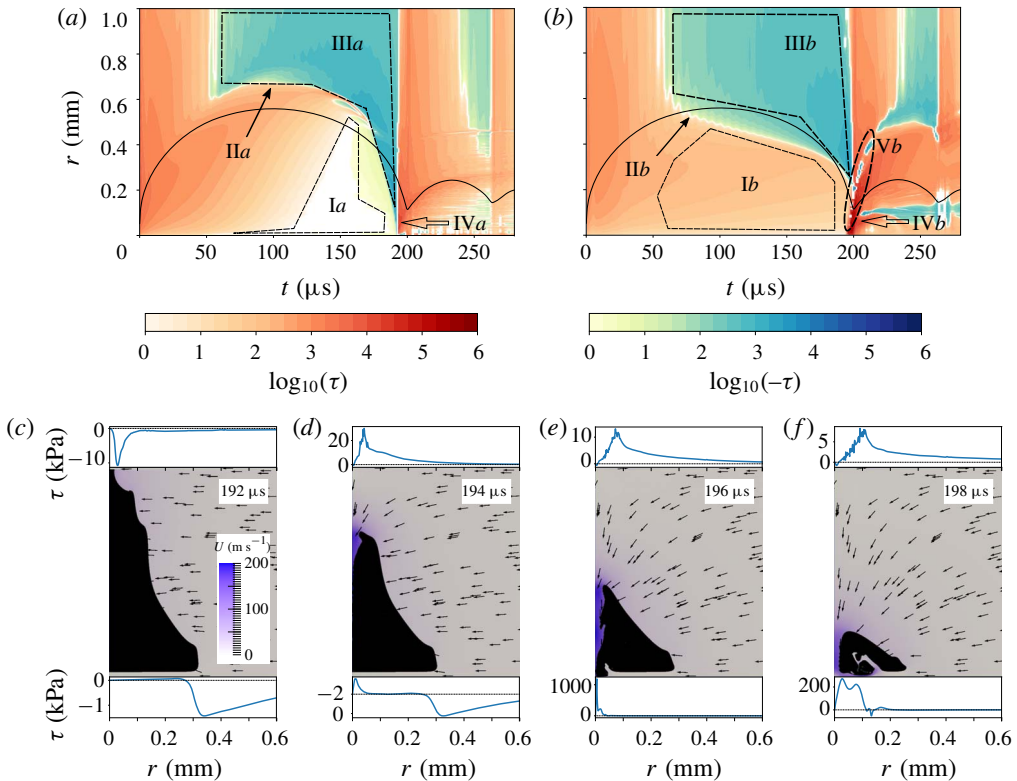 (a)
(b)
1.0
0.8
0.6
0.4
0.2
0
r (mm)
IIIa
IIa
Ia
IVa
IIIb
IIb
Ib
Vb
IVb
0 50 100 150 200 250
0 50 100 150 200 250
t (μs)
t (μs)
0 1 2 3 4 5 6
0 1 2 3 4 5 6
log10(τ)
log10(−τ)
(c)
(d)
(e)
(f)
τ (kPa)
0
−10
20
0
10
0
5
0
192 μs
194 μs
196 μs
198 μs
U (m s−1)
200
100
0
τ (kPa)
0
−1
−2
0
1000
0
200
0
0 0.2 0.4 0.6
0 0.2 0.4 0.6
0 0.2 0.4 0.6
0 0.2 0.4 0.6
r (mm)
r (mm)
r (mm)
r (mm)